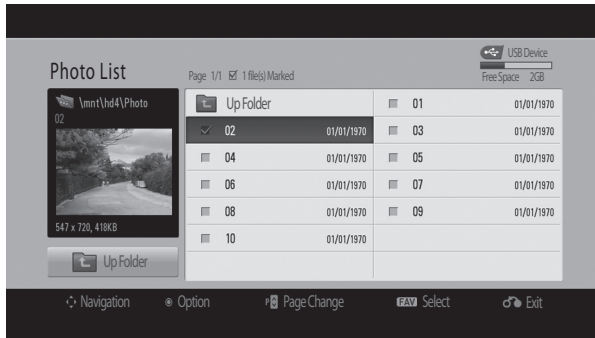 USB Device
Photo List
Page 1/1 1 file(s) Marked
Free Space 2GB
\mnt\hd4\Photo
02
547 x 720, 418KB
Up Folder
Up Folder 01 01/01/1970
02 01/01/1970 03 01/01/1970
04 01/01/1970 05 01/01/1970
06 01/01/1970 07 01/01/1970
08 01/01/1970 09 01/01/1970
10 01/01/1970
Navigation Option P Page Change FAV Select Exit